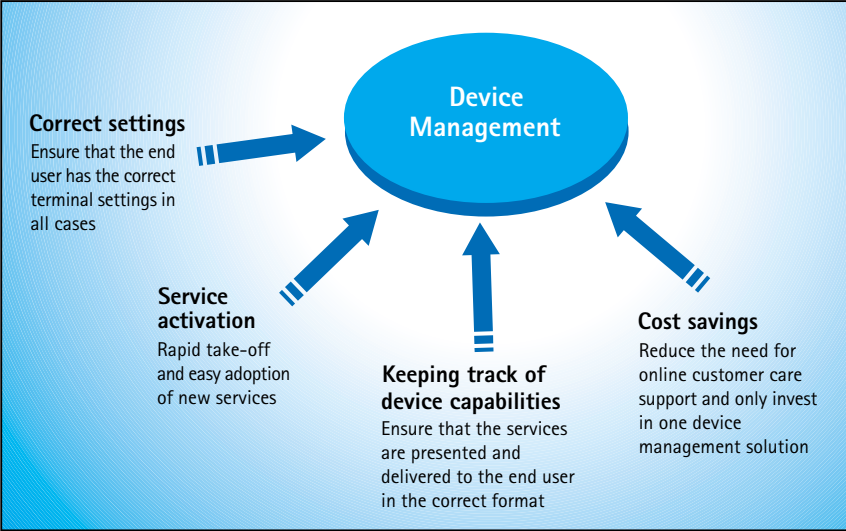 Device
Management
Correct settings
Ensure that the end
user has the correct
terminal settings in
all cases
Service
activation
Rapid take-off
and easy adoption
of new services
Keeping track of
device capabilities
Ensure that the services
are presented and
delivered to the end user
in the correct format
Cost savings
Reduce the need for
online customer care
support and only invest
in one device
management solution